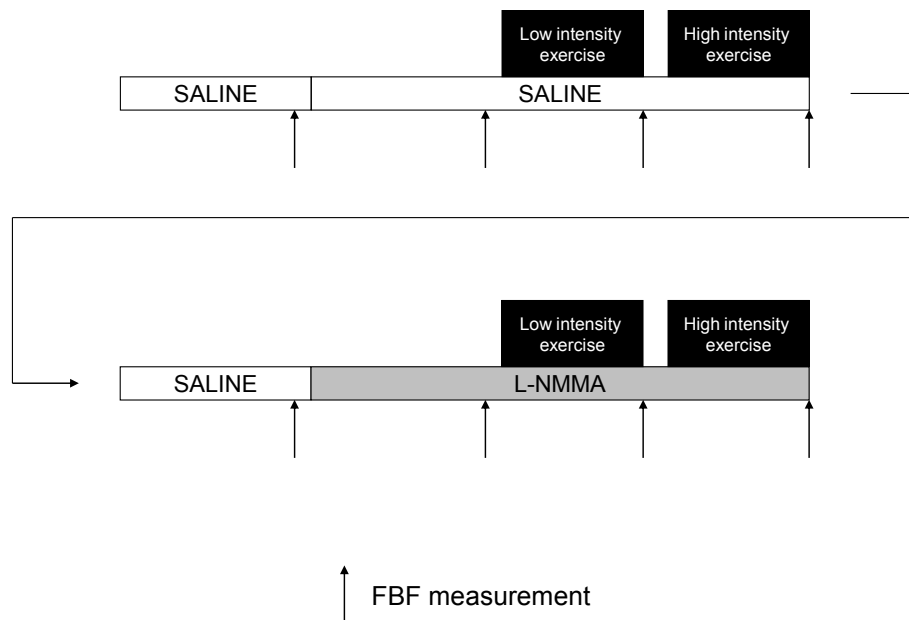 Low intensity
exercise
High intensity
exercise
SALINE
SALINE
Low intensity
exercise
High intensity
exercise
SALINE
L-NMMA
FBF measurement